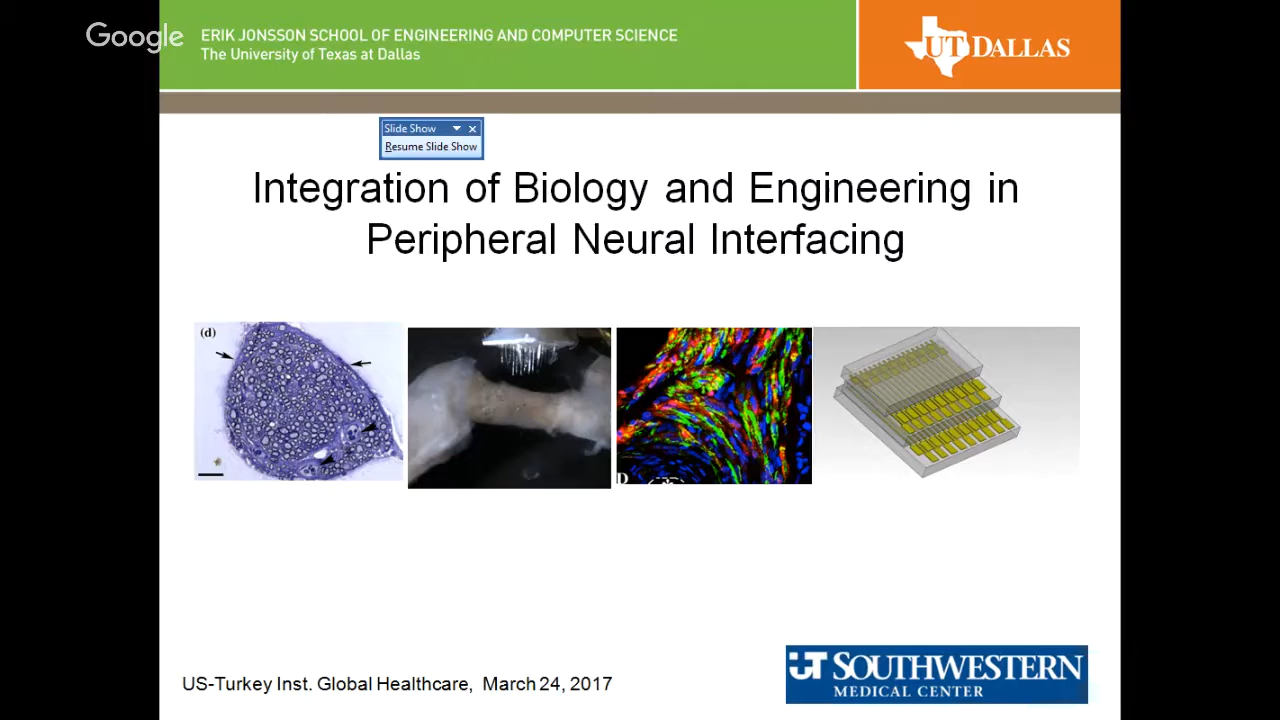 Google
ERIK JONSSON SCHOOL OF ENGINEERING AND COMPUTER SCIENCE
The University of Texas at Dallas
UT DALLAS
Slide Show
Resume Slide Show
Integration of Biology and Engineering in
Peripheral Neural Interfacing
(d)
D
US-Turkey Inst. Global Healthcare, March 24, 2017
UT SOUTHWESTERN
MEDICAL CENTER